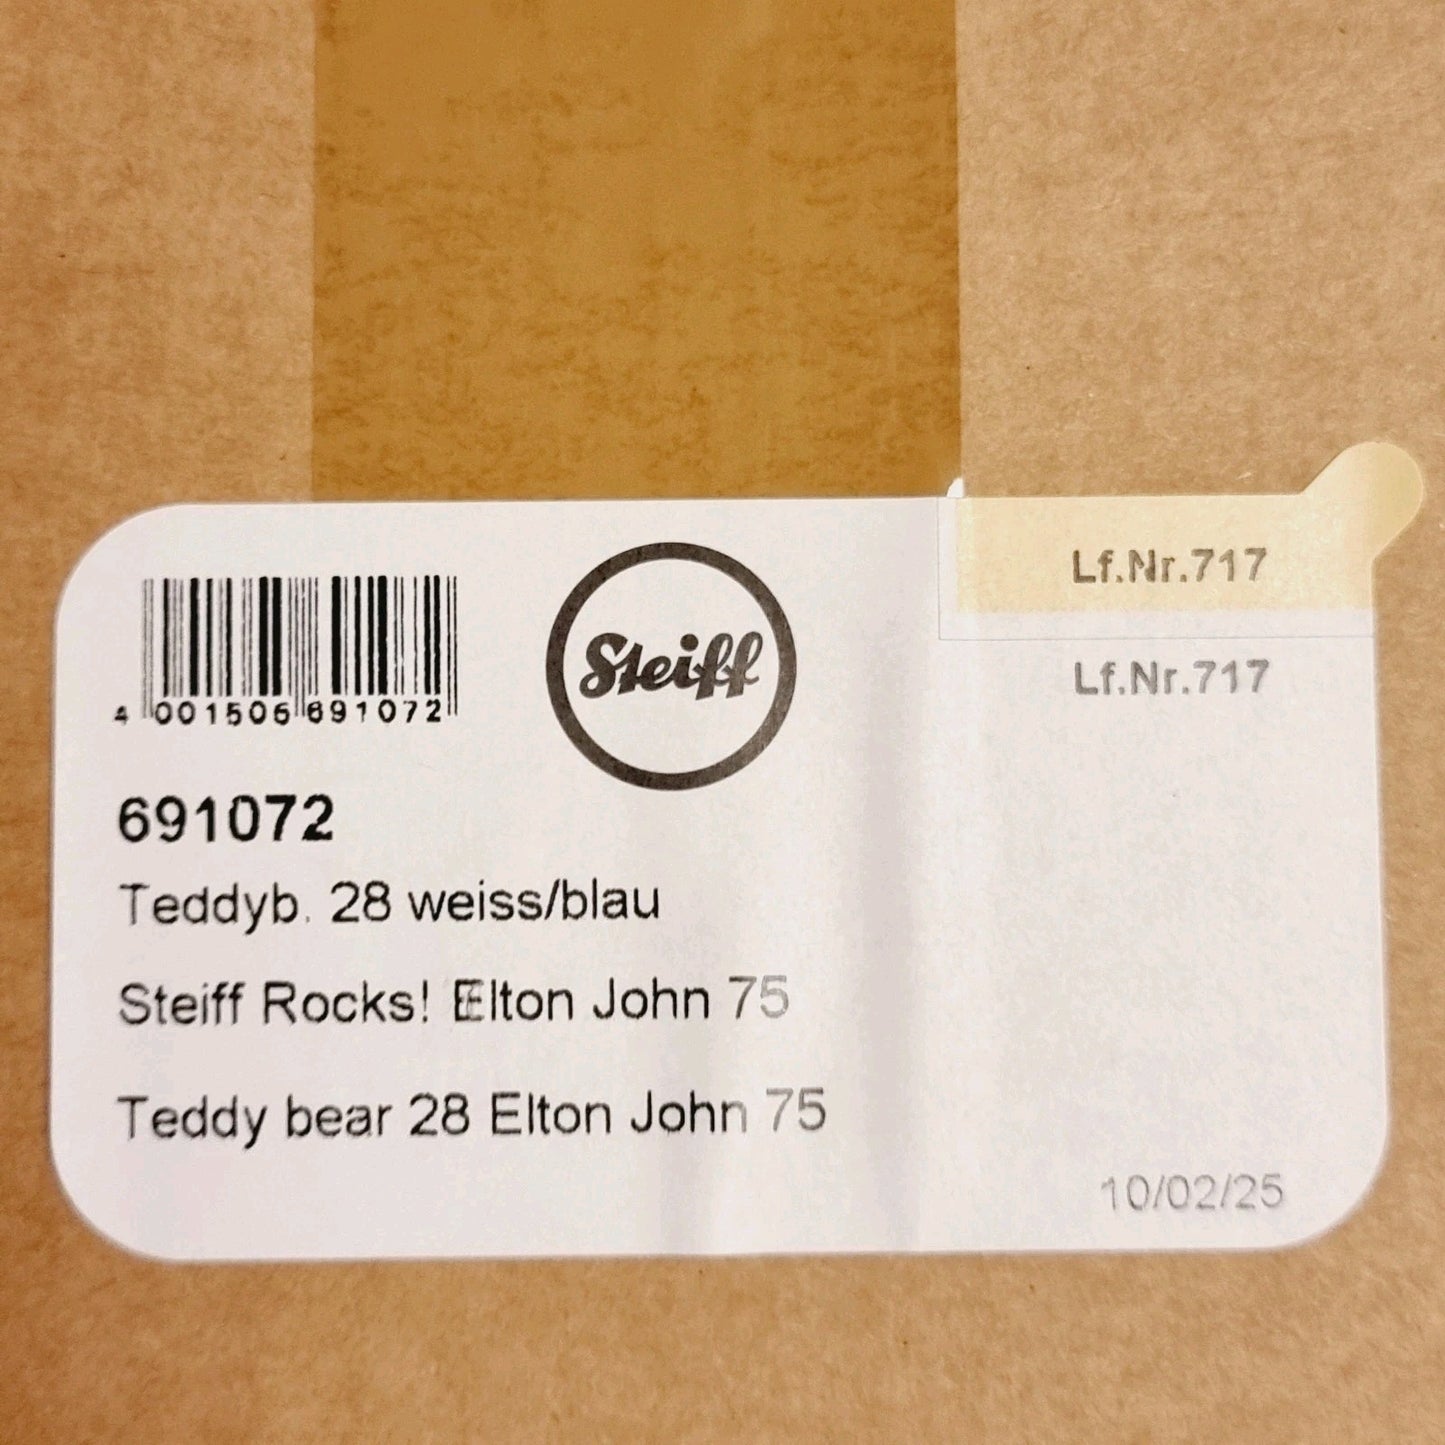 Lf.Nr.717
4 001506 691072
Steiff
Lf.Nr.717
691072
Teddyb. 28 weiss/blau
Steiff Rocks! Elton John 75
Teddy bear 28 Elton John 75
10/02/25